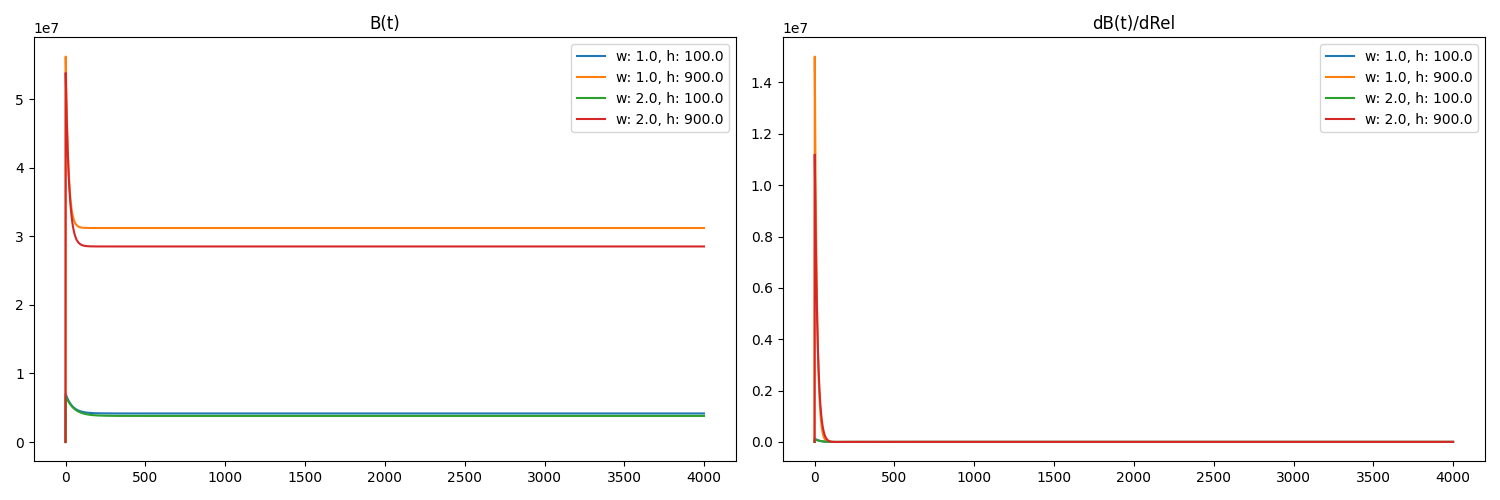 B(t)
1e7
5
4
3
2
1
0
0 500 1000 1500 2000 2500 3000 3500 4000
w: 1.0, h: 100.0
w: 1.0, h: 900.0
w: 2.0, h: 100.0
w: 2.0, h: 900.0
dB(t)/dRel
1e7
1.4
1.2
1.0
0.8
0.6
0.4
0.2
0.0
0 500 1000 1500 2000 2500 3000 3500 4000
w: 1.0, h: 100.0
w: 1.0, h: 900.0
w: 2.0, h: 100.0
w: 2.0, h: 900.0